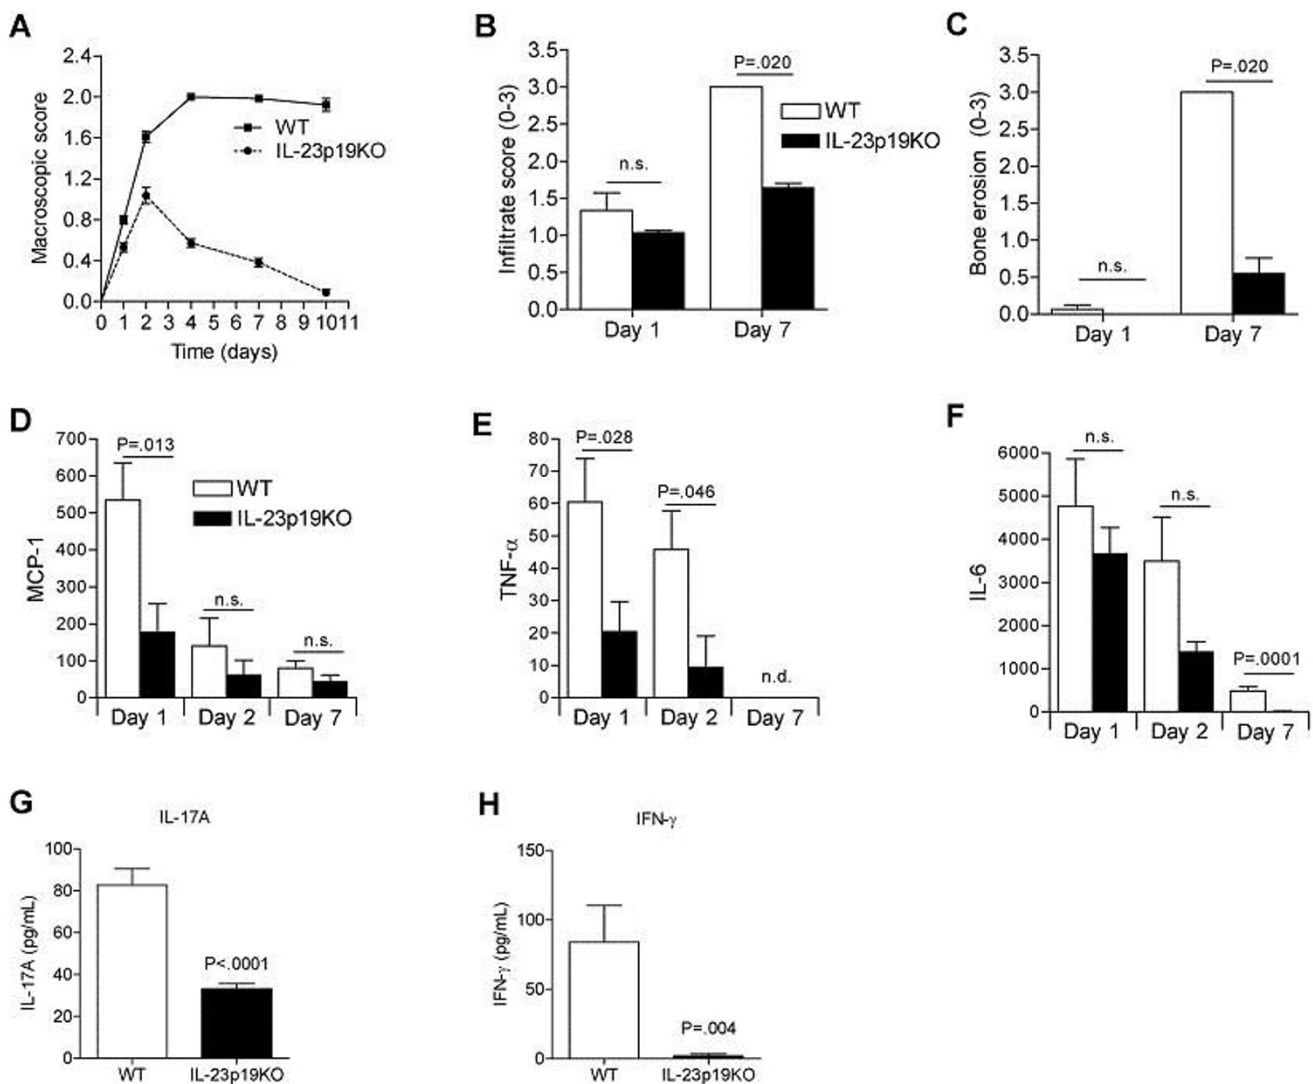 A
2.4
2.0
1.6
1.2
0.8
0.4
0.0
Macroscopic score
WT
IL-23p19KO
0 1 2 3 4 5 6 7 8 9 1011
Time (days)
B
3.5
3.0
2.5
2.0
1.5
1.0
0.5
0.0
Infiltrate score (0-3)
n.s.
P=.020
WT
IL-23p19KO
Day 1 Day 7
C
3.5
3.0
2.5
2.0
1.5
1.0
0.5
0.0
Bone erosion (0-3)
n.s.
P=.020
Day 1 Day 7
D
700
600
500
400
300
200
100
0
MCP-1
P=.013
WT
IL-23p19KO
n.s.
n.s.
Day 1 Day 2 Day 7
E
80
70
60
50
40
30
20
10
0
TNF-α
P=.028
P=.046
n.d.
Day 1 Day 2 Day 7
F
6000
5000
4000
3000
2000
1000
0
IL-6
n.s.
n.s.
P=.0001
Day 1 Day 2 Day 7
G
IL-17A
100
80
60
40
20
0
IL-17A (pg/mL)
P<.0001
WT IL-23p19KO
H
IFN-γ
150
100
50
0
IFN-γ (pg/mL)
P=.004
WT IL-23p19KO